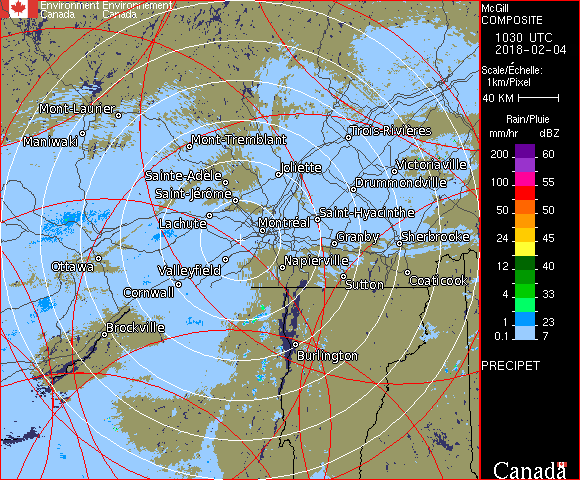 Environment Environnement
Canada Canada
McGill
COMPOSITE
1030 UTC
2018-02-04
Scale/Échelle:
1km/Pixel
40 KM
Rain/Pluie
mm/hr dBZ
200 60
100 55
50 50
24 45
12 40
4 33
1 23
0.1 7
PRECIPET
Canada
Mont-Laurier
Maniwaki
Mont-Tremblant
Trois-Rivières
Sainte-Adèle
Joliette
Victoriaville
Saint-Jérôme
Drummondville
Lachute
Montréal
Saint-Hyacinthe
Granby
Sherbrooke
Ottawa
Valleyfield
Napierville
Cornwall
Sutton
Coaticook
Brockville
Burlington